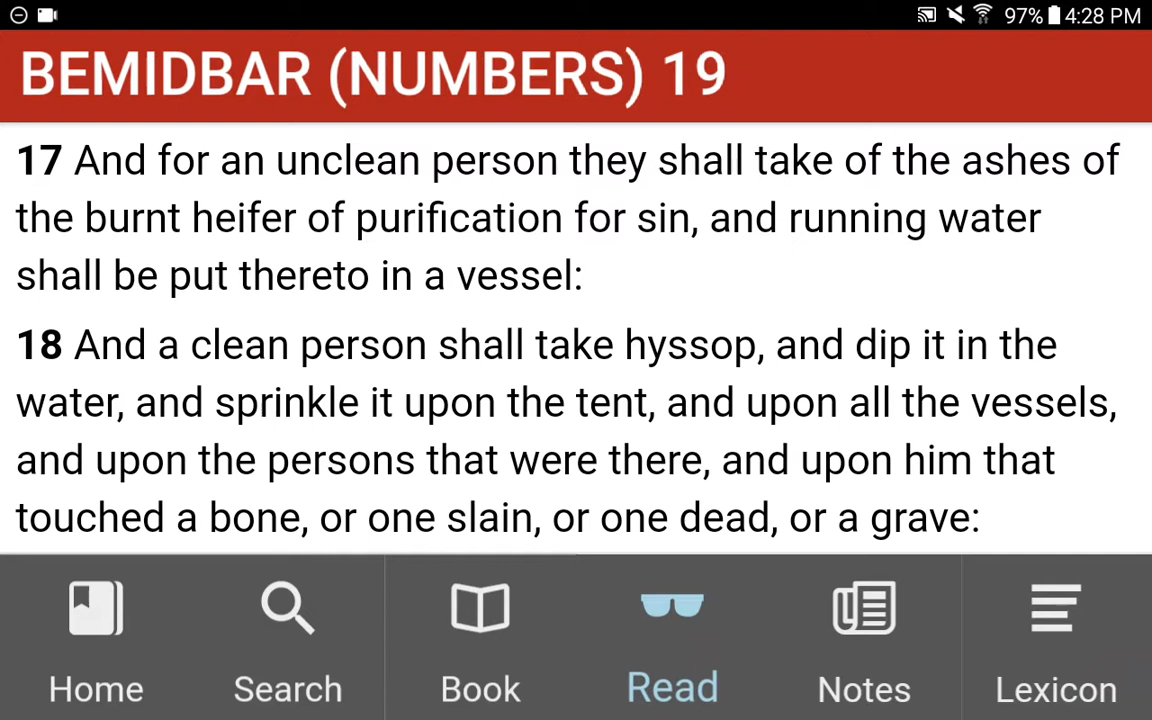 97% 4:28 PM
BEMIDBAR (NUMBERS) 19
17 And for an unclean person they shall take of the ashes of
the burnt heifer of purification for sin, and running water
shall be put thereto in a vessel:
18 And a clean person shall take hyssop, and dip it in the
water, and sprinkle it upon the tent, and upon all the vessels,
and upon the persons that were there, and upon him that
touched a bone, or one slain, or one dead, or a grave:
Home Search Book Read Notes Lexicon